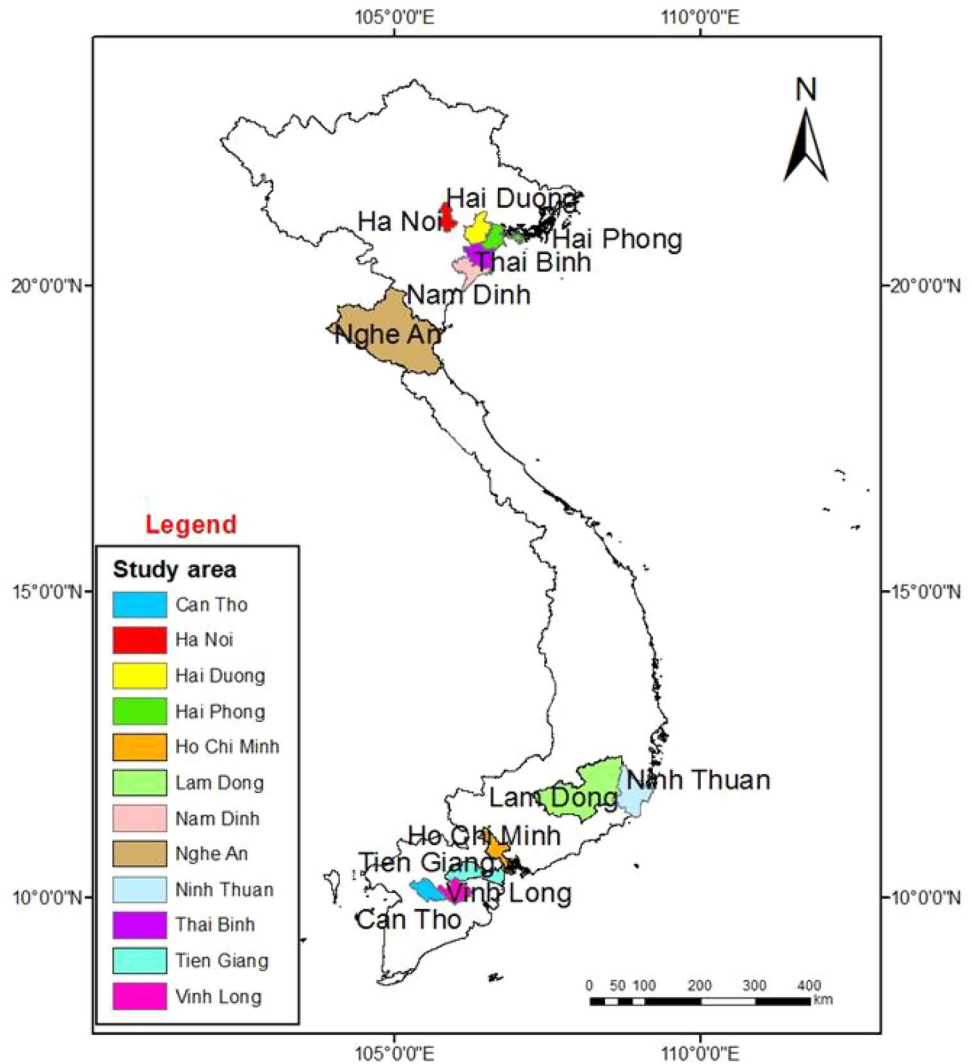 105°0'0"E
110°0'0"E
N
Hai Duong
Ha Noi
Hai Phong
Thai Binh
20°0'0"N
20°0'0"N
Nam Dinh
Nghe An
Legend
Study area
Can Tho
Ha Noi
Hai Duong
Hai Phong
Ho Chi Minh
Lam Dong
Nam Dinh
Nghe An
Ninh Thuan
Thai Binh
Tien Giang
Vinh Long
15°0'0"N
15°0'0"N
Ninh Thuan
Lam Dong
Ho Chi Minh
Tien Giang
Vinh Long
Can Tho
10°0'0"N
10°0'0"N
0 50 100 200 300 400
km
105°0'0"E
110°0'0"E